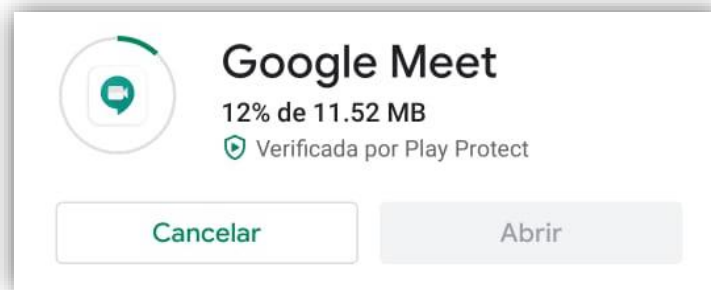 Google Meet
12% de 11.52 MB
Verificada por Play Protect
Cancelar
Abrir